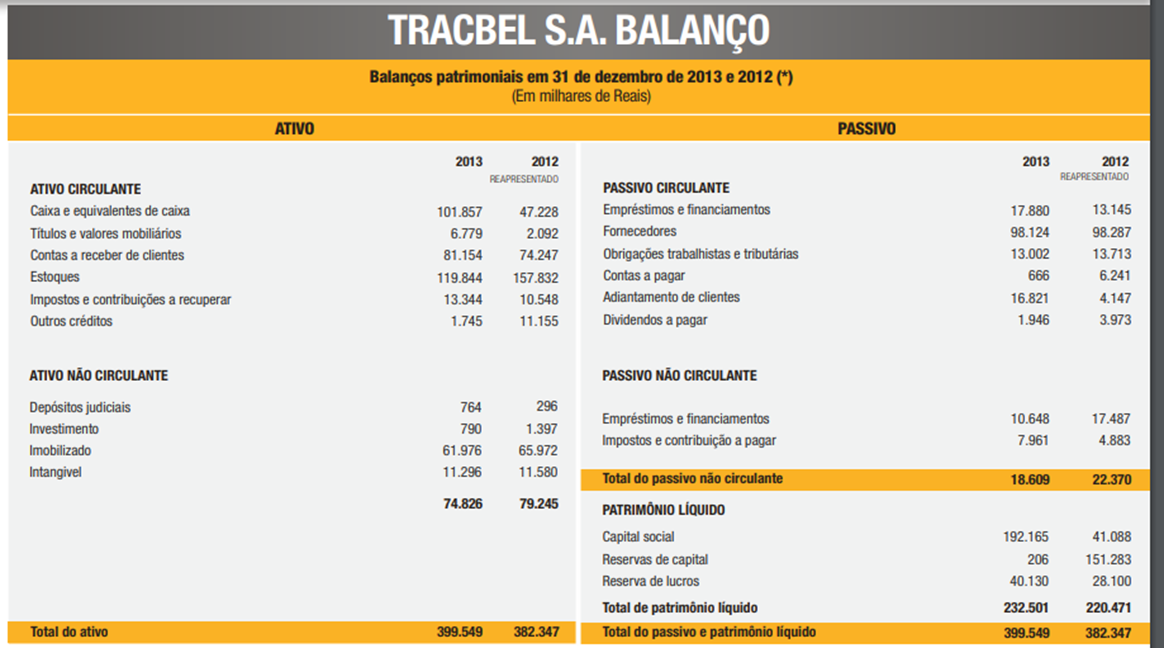 TRACBEL S.A. BALANÇO
Balanços patrimoniais em 31 de dezembro de 2013 e 2012 (*)
(Em milhares de Reais)
ATIVO
2013 2012
REAPRESENTADO
ATIVO CIRCULANTE
Caixa e equivalentes de caixa 101.857 47.228
Títulos e valores mobiliários 6.779 2.092
Contas a receber de clientes 81.154 74.247
Estoques 119.844 157.832
Impostos e contribuições a recuperar 13.344 10.548
Outros créditos 1.745 11.155
ATIVO NÃO CIRCULANTE
Depósitos judiciais 764 296
Investimento 790 1.397
Imobilizado 61.976 65.972
Intangivel 11.296 11.580
74.826 79.245
Total do ativo 399.549 382.347
PASSIVO
2013 2012
REAPRESENTADO
PASSIVO CIRCULANTE
Empréstimos e financiamentos 17.880 13.145
Fornecedores 98.124 98.287
Obrigações trabalhistas e tributárias 13.002 13.713
Contas a pagar 666 6.241
Adiantamento de clientes 16.821 4.147
Dividendos a pagar 1.946 3.973
PASSIVO NÃO CIRCULANTE
Empréstimos e financiamentos 10.648 17.487
Impostos e contribuição a pagar 7.961 4.883
Total do passivo não circulante 18.609 22.370
PATRIMÔNIO LÍQUIDO
Capital social 192.165 41.088
Reservas de capital 206 151.283
Reserva de lucros 40.130 28.100
Total de patrimônio líquido 232.501 220.471
Total do passivo e patrimônio líquido 399.549 382.347